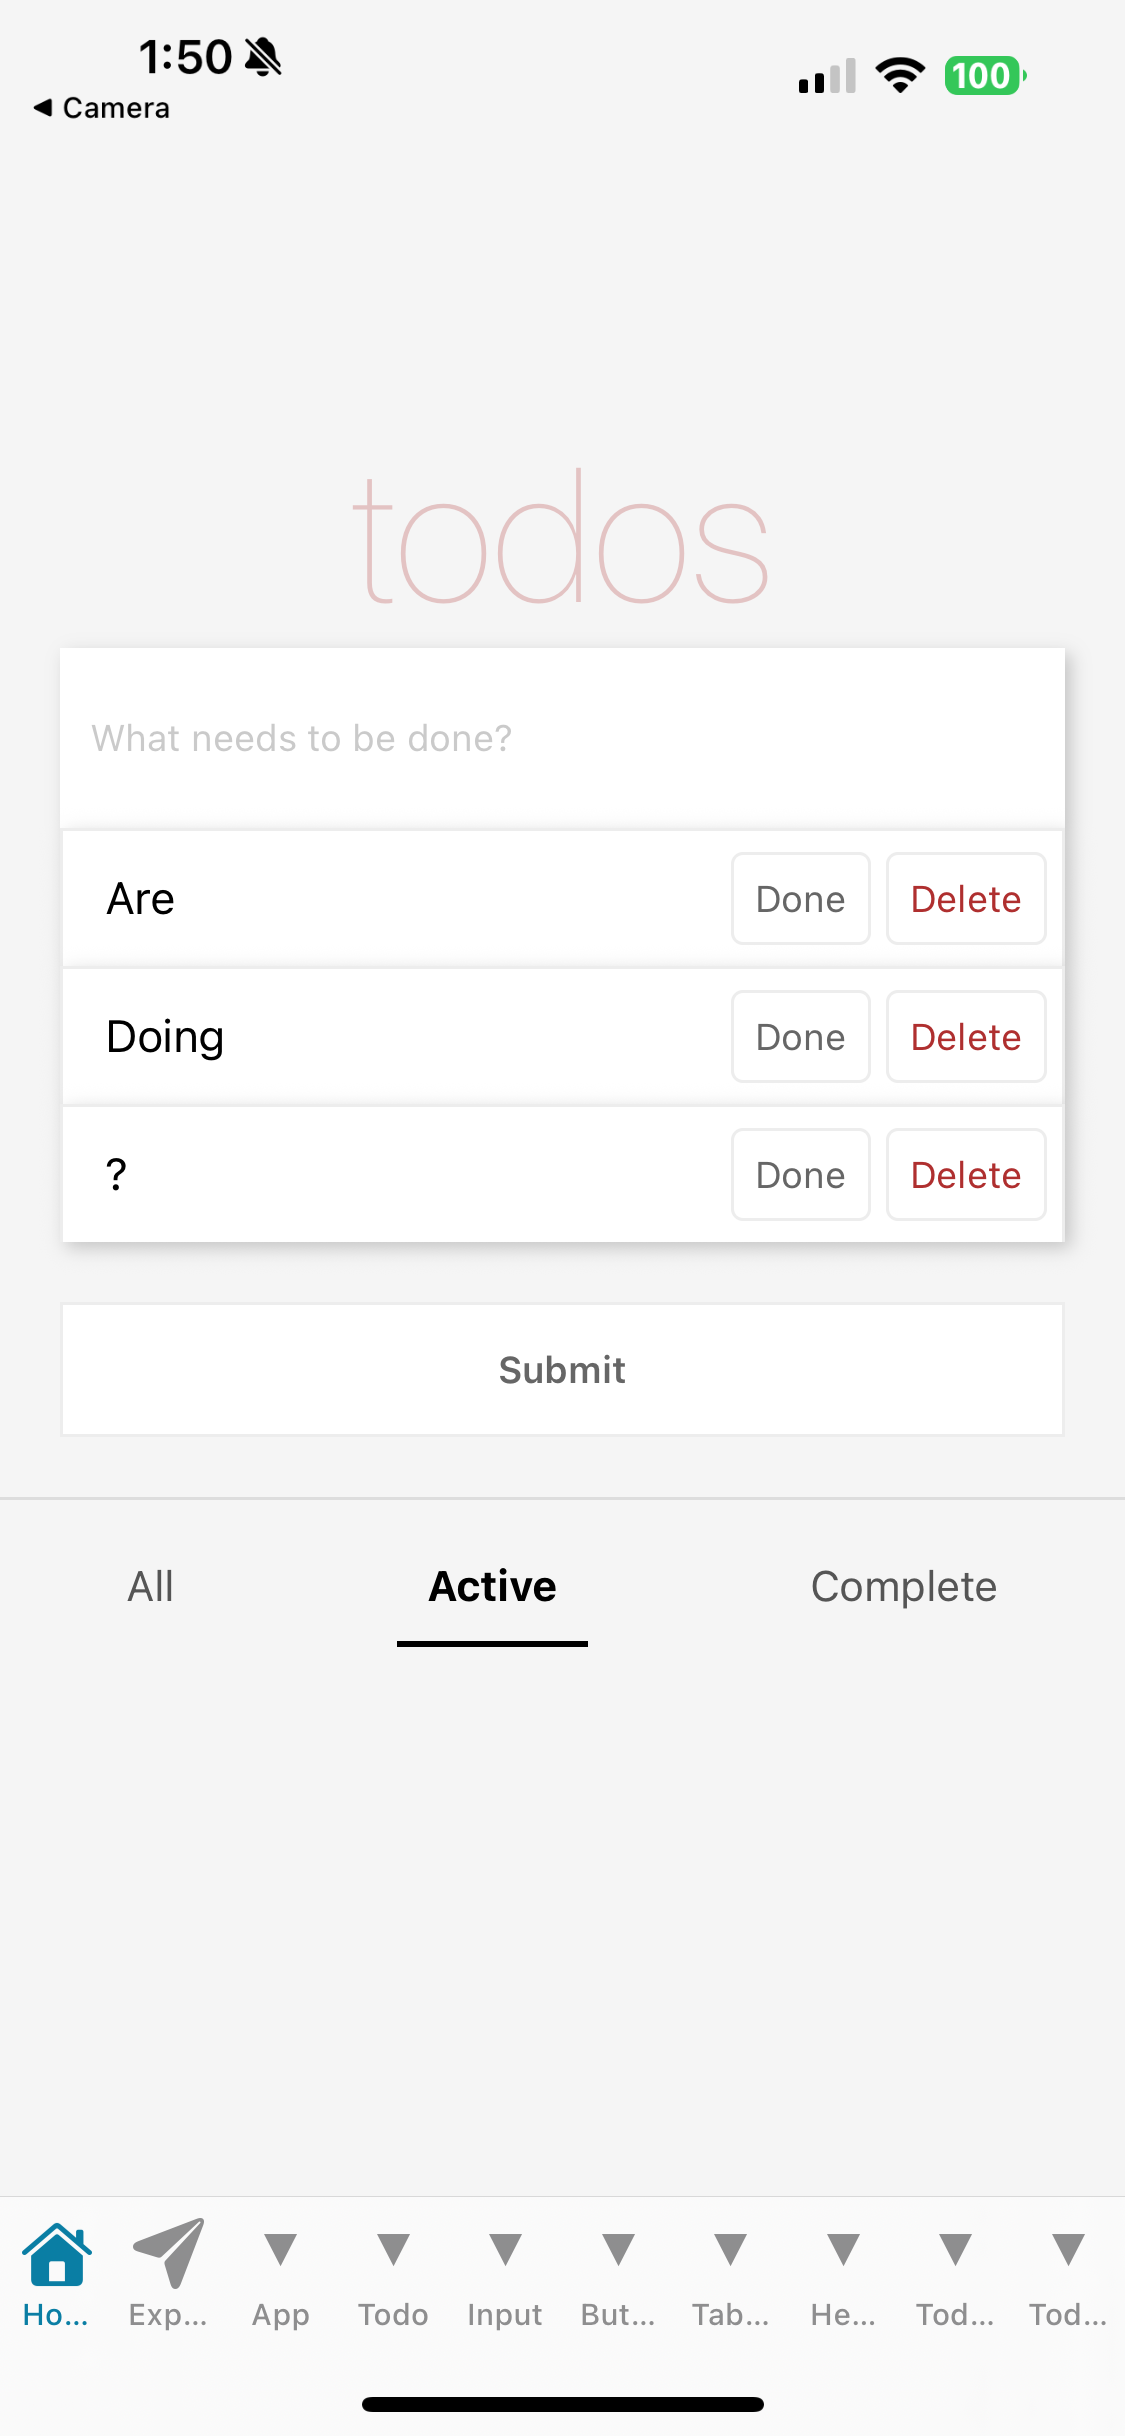 1:50
100
◀ Camera
todos
What needs to be done?
Are Done Delete
Doing Done Delete
? Done Delete
Submit
All Active Complete
Ho... Exp... App Todo Input But... Tab... He... Tod... Tod...